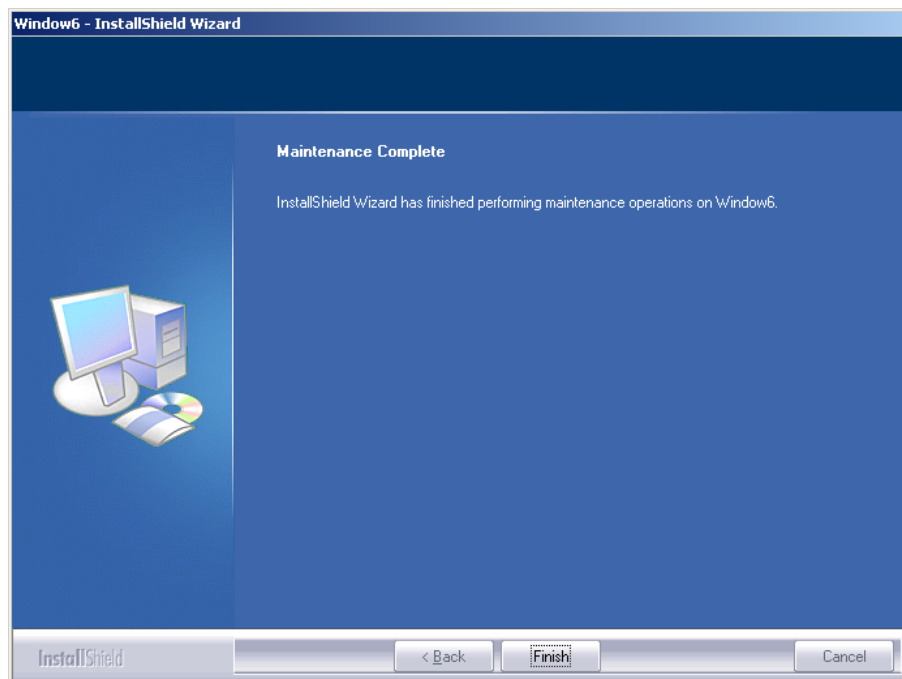 Window6 - InstallShield Wizard
Maintenance Complete
InstallShield Wizard has finished performing maintenance operations on Window6.
InstallShield
< Back
Finish
Cancel